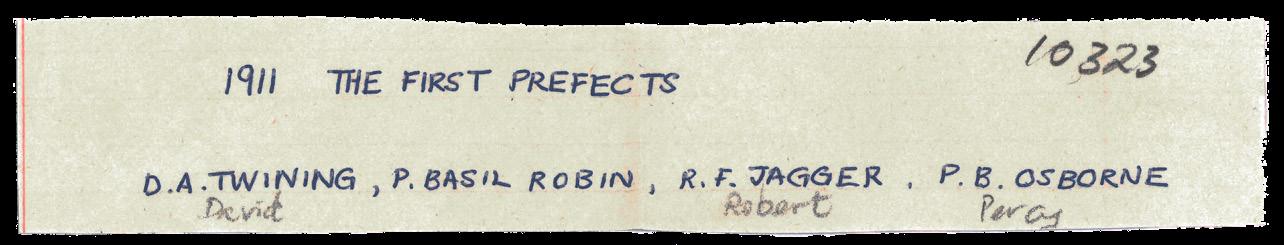 10323
1911 THE FIRST PREFECTS
D.A. TWINING, P. BASIL ROBIN, R.F. JAGGER, P.B. OSBORNE
David Robert Percy